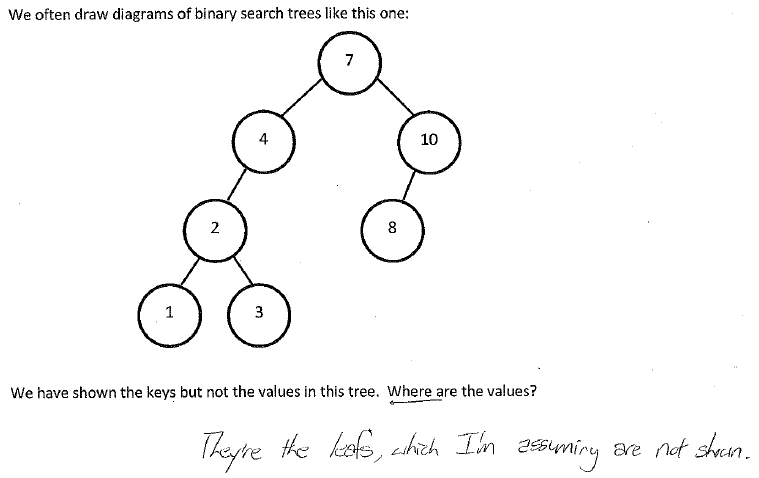 We often draw diagrams of binary search trees like this one:
7
4
10
2
8
1
3
We have shown the keys but not the values in this tree. Where are the values?
They're the leafs, which I'm assuming are not shown.